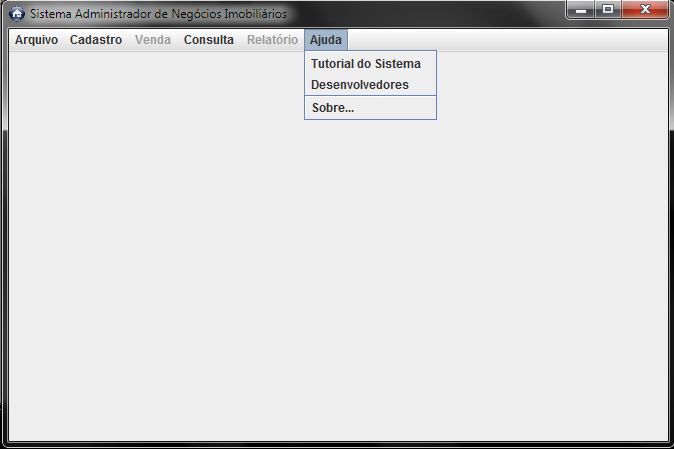 Sistema Administrador de Negócios Imobiliários
Arquivo Cadastro Venda Consulta Relatório Ajuda
Tutorial do Sistema
Desenvolvedores
Sobre...